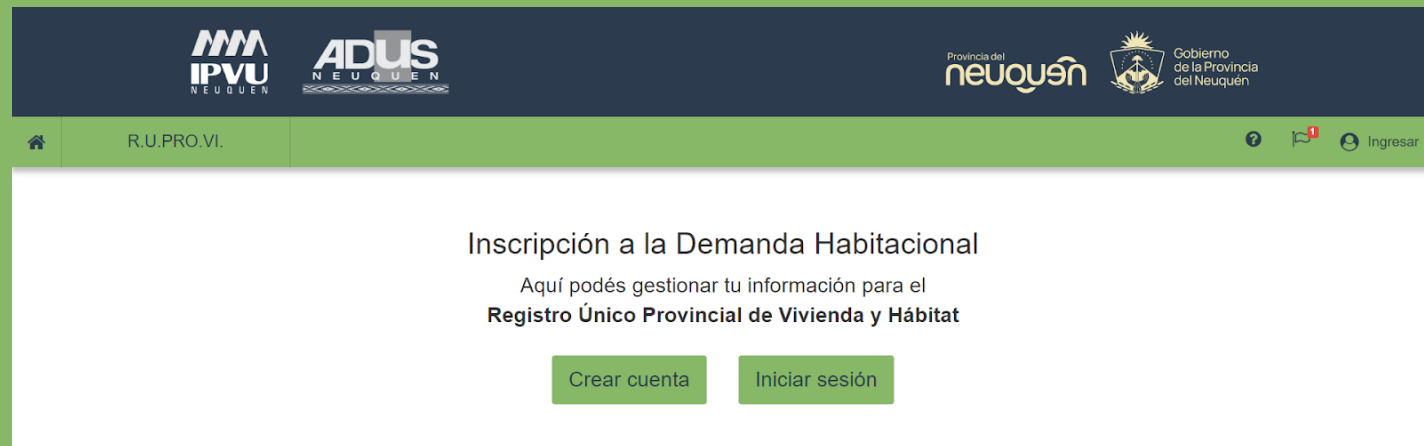 IPVU
NEUQUEN
ADUS
NEUQUEN
Provincia del
neuquén
Gobierno
de la Provincia
del Neuquén
R.U.PRO.VI.
1
Ingresar
Inscripción a la Demanda Habitacional
Aquí podés gestionar tu información para el
Registro Único Provincial de Vivienda y Hábitat
Crear cuenta
Iniciar sesión